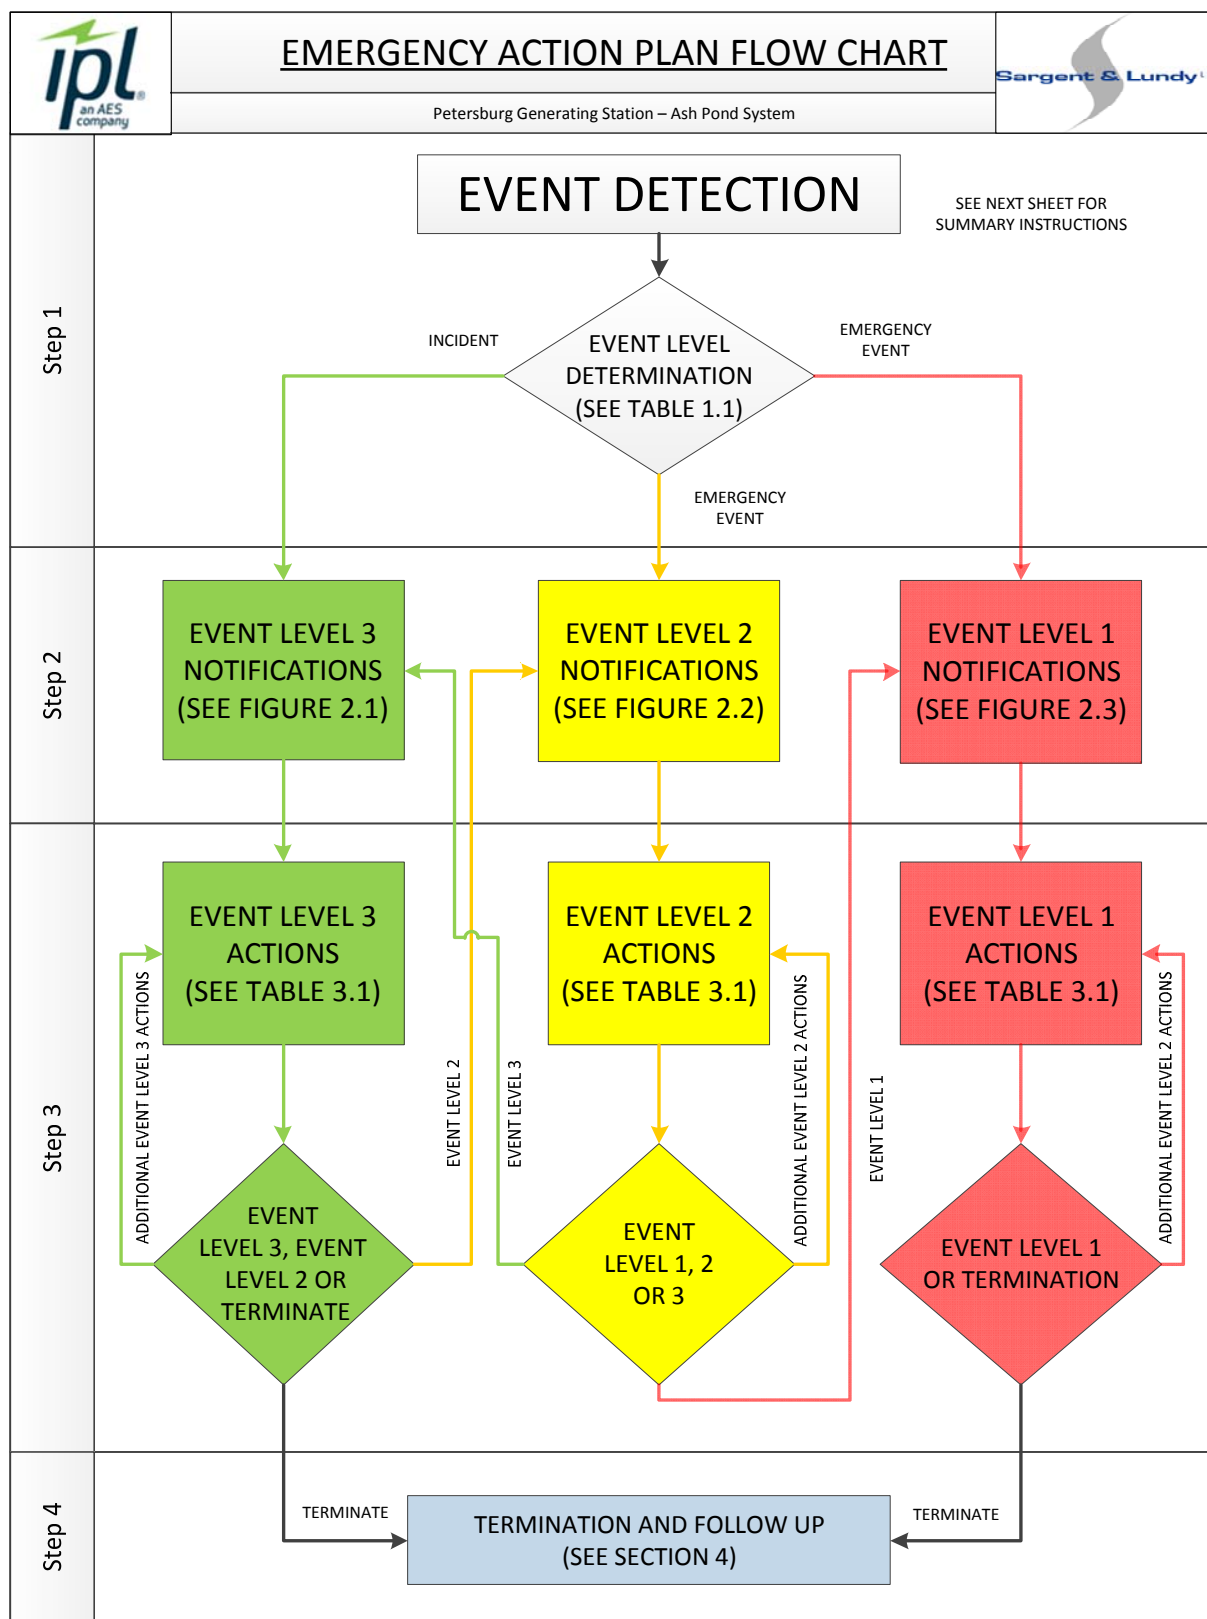 ipl
an AES
company
EMERGENCY ACTION PLAN FLOW CHART
Petersburg Generating Station – Ash Pond System
Sargent & Lundy
EVENT DETECTION
SEE NEXT SHEET FOR
SUMMARY INSTRUCTIONS
Step 1
INCIDENT
EVENT LEVEL
DETERMINATION
(SEE TABLE 1.1)
EMERGENCY
EVENT
EMERGENCY
EVENT
Step 2
EVENT LEVEL 3
NOTIFICATIONS
(SEE FIGURE 2.1)
EVENT LEVEL 2
NOTIFICATIONS
(SEE FIGURE 2.2)
EVENT LEVEL 1
NOTIFICATIONS
(SEE FIGURE 2.3)
Step 3
EVENT LEVEL 3
ACTIONS
(SEE TABLE 3.1)
EVENT LEVEL 2
ACTIONS
(SEE TABLE 3.1)
EVENT LEVEL 1
ACTIONS
(SEE TABLE 3.1)
ADDITIONAL EVENT LEVEL 3 ACTIONS
EVENT LEVEL 2
EVENT LEVEL 3
ADDITIONAL EVENT LEVEL 2 ACTIONS
EVENT LEVEL 1
ADDITIONAL EVENT LEVEL 2 ACTIONS
EVENT
LEVEL 3, EVENT
LEVEL 2 OR
TERMINATE
EVENT
LEVEL 1, 2
OR 3
EVENT LEVEL 1
OR TERMINATION
Step 4
TERMINATE
TERMINATION AND FOLLOW UP
(SEE SECTION 4)
TERMINATE